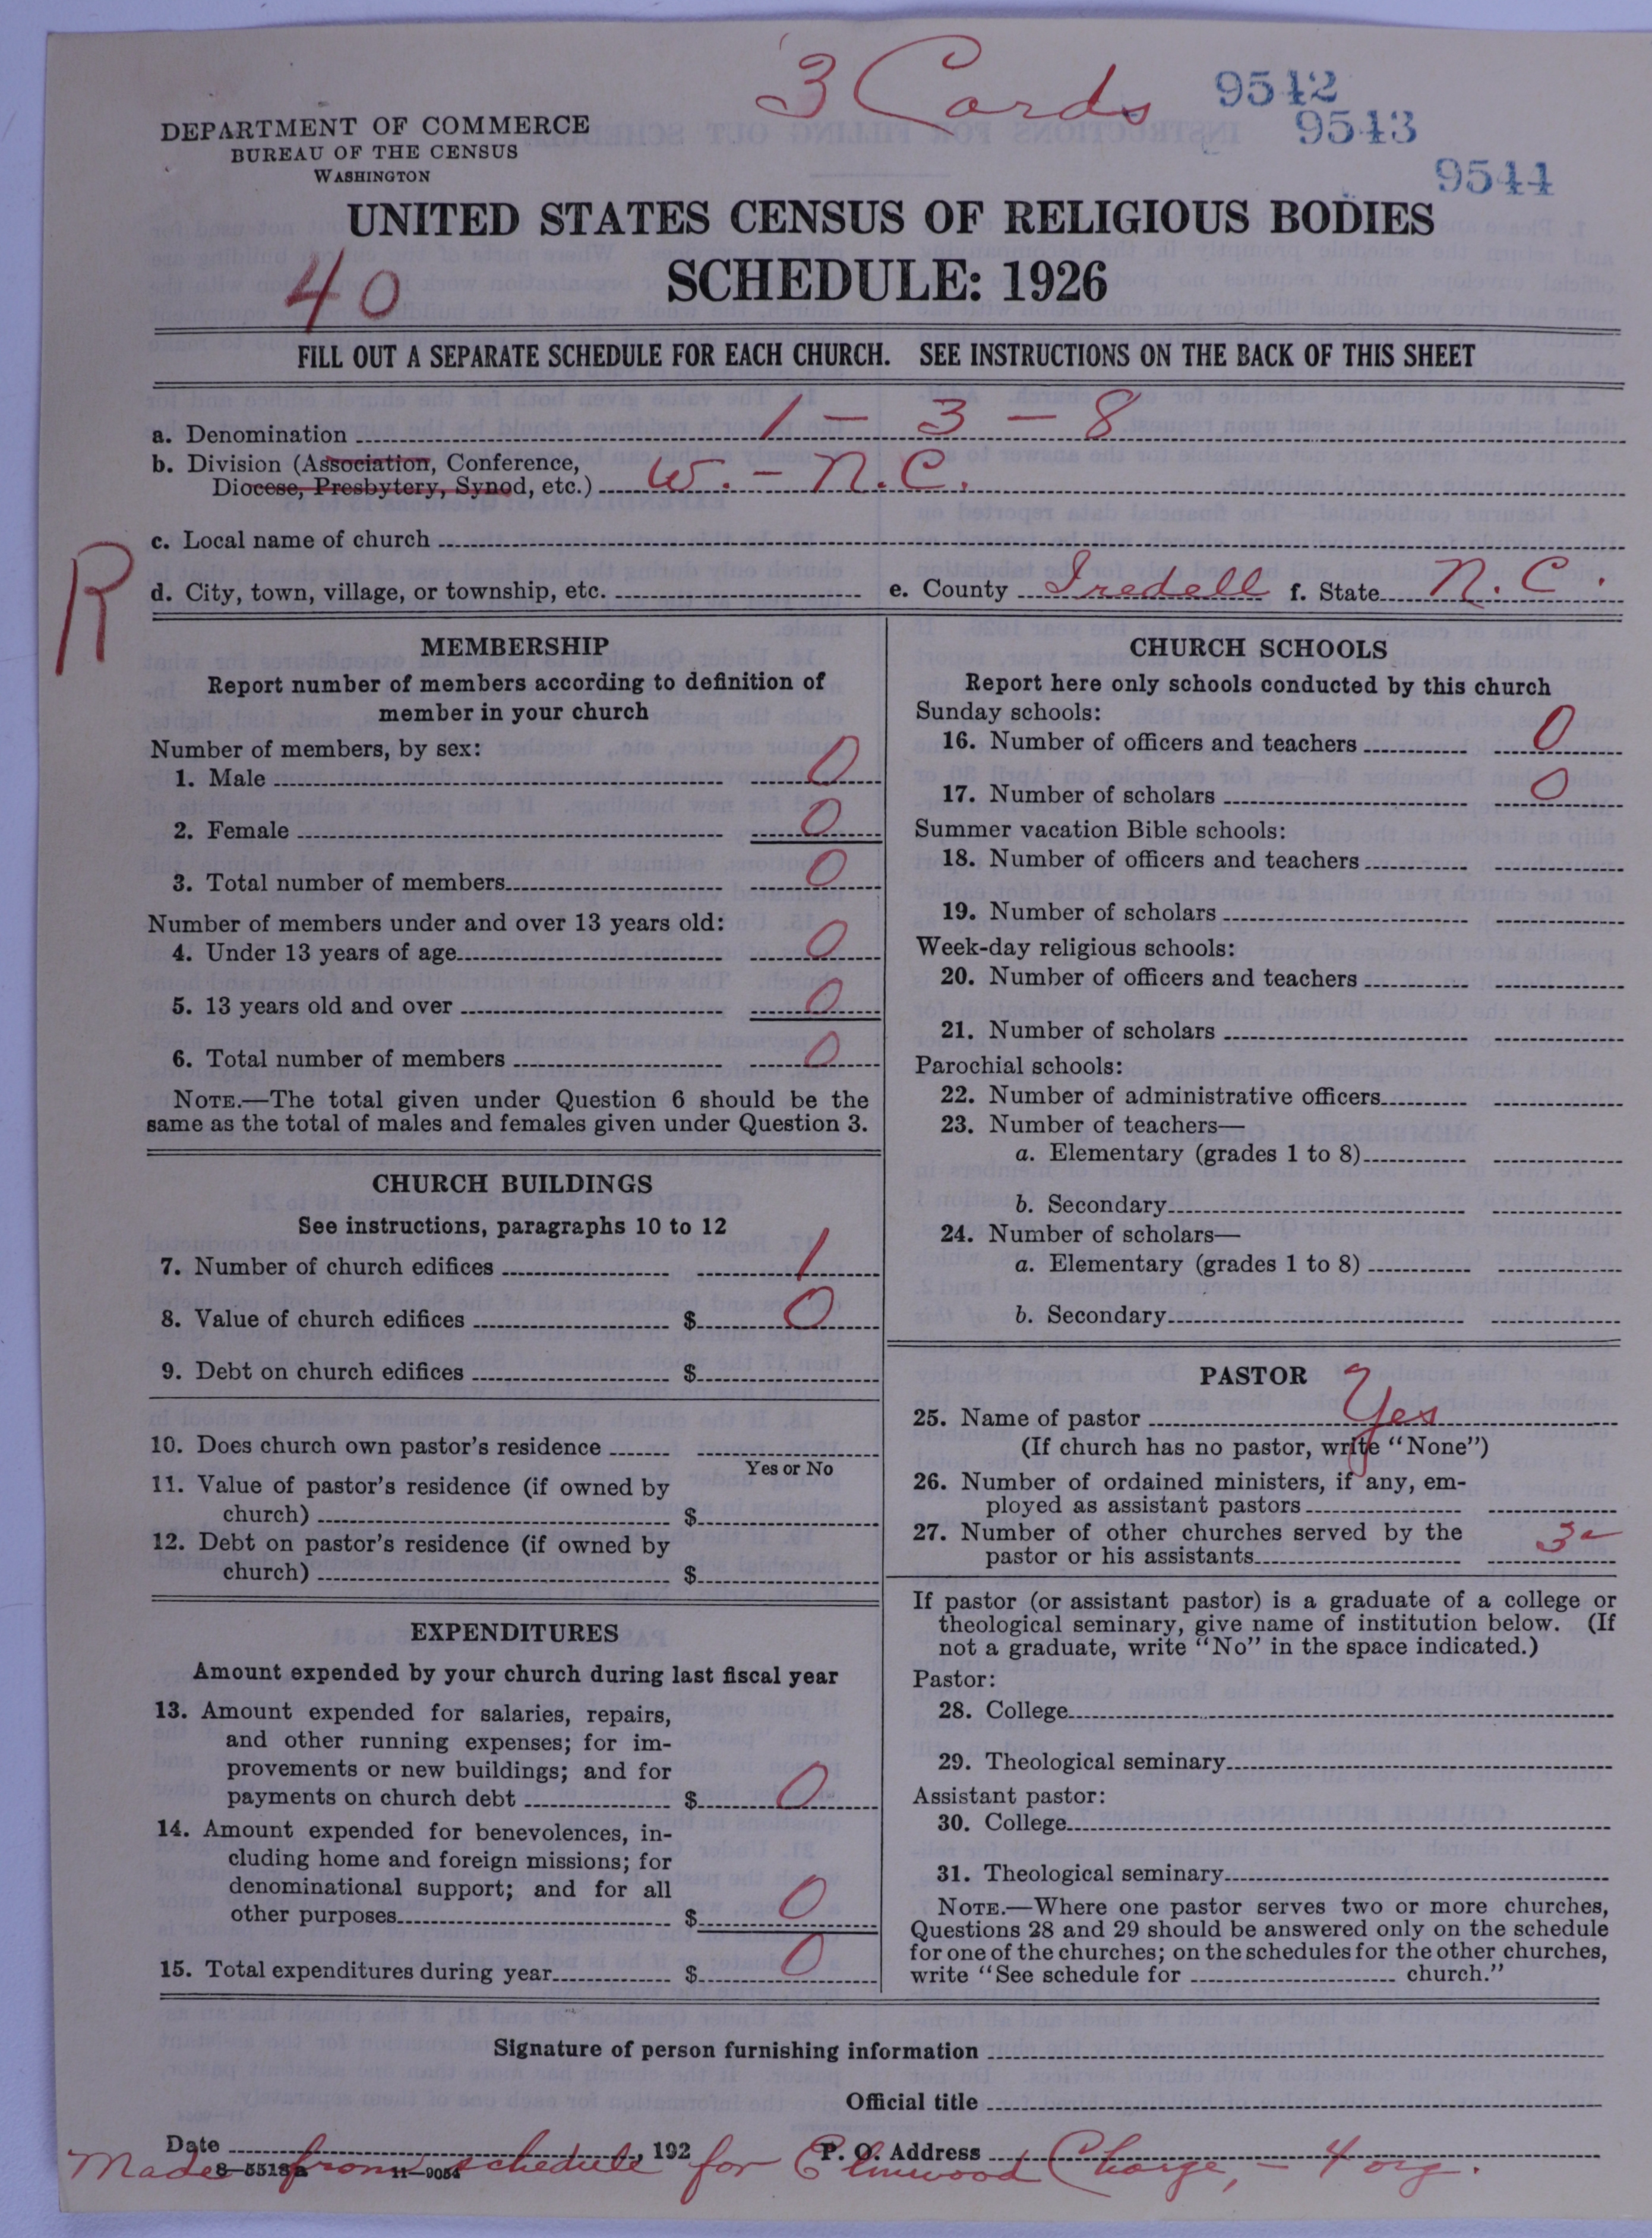 3 Cards
9542
9543
9544
DEPARTMENT OF COMMERCE
BUREAU OF THE CENSUS
WASHINGTON
UNITED STATES CENSUS OF RELIGIOUS BODIES
SCHEDULE: 1926
40
FILL OUT A SEPARATE SCHEDULE FOR EACH CHURCH. SEE INSTRUCTIONS ON THE BACK OF THIS SHEET
a. Denomination 1 – 3 – 8
b. Division (Association, Conference,
Diocese, Presbytery, Synod, etc.) W. - N.C.
c. Local name of church
R
d. City, town, village, or township, etc. e. County Iredell f. State N.C.
MEMBERSHIP
Report number of members according to definition of
member in your church
Number of members, by sex:
1. Male 0
2. Female 0
3. Total number of members 0
Number of members under and over 13 years old:
4. Under 13 years of age 0
5. 13 years old and over 0
6. Total number of members 0
NOTE.—The total given under Question 6 should be the
same as the total of males and females given under Question 3.
CHURCH BUILDINGS
See instructions, paragraphs 10 to 12
7. Number of church edifices 1
8. Value of church edifices $ 0
9. Debt on church edifices $
10. Does church own pastor's residence
Yes or No
11. Value of pastor's residence (if owned by
church) $
12. Debt on pastor's residence (if owned by
church) $
EXPENDITURES
Amount expended by your church during last fiscal year
13. Amount expended for salaries, repairs,
and other running expenses; for im-
provements or new buildings; and for
payments on church debt $ 0
14. Amount expended for benevolences, in-
cluding home and foreign missions; for
denominational support; and for all
other purposes $ 0
15. Total expenditures during year $ 0
CHURCH SCHOOLS
Report here only schools conducted by this church
Sunday schools:
16. Number of officers and teachers 0
17. Number of scholars 0
Summer vacation Bible schools:
18. Number of officers and teachers
19. Number of scholars
Week-day religious schools:
20. Number of officers and teachers
21. Number of scholars
Parochial schools:
22. Number of administrative officers
23. Number of teachers—
a. Elementary (grades 1 to 8)
b. Secondary
24. Number of scholars—
a. Elementary (grades 1 to 8)
b. Secondary
PASTOR
25. Name of pastor Yes
(If church has no pastor, write "None")
26. Number of ordained ministers, if any, em-
ployed as assistant pastors
27. Number of other churches served by the
pastor or his assistants 3
If pastor (or assistant pastor) is a graduate of a college or
theological seminary, give name of institution below. (If
not a graduate, write "No" in the space indicated.)
Pastor:
28. College
29. Theological seminary
Assistant pastor:
30. College
31. Theological seminary
NOTE.—Where one pastor serves two or more churches,
Questions 28 and 29 should be answered only on the schedule
for one of the churches; on the schedules for the other churches,
write "See schedule for church."
Signature of person furnishing information
Official title
Date , 192 P. O. Address
8—5518a 11—9054
Made from schedule for Elmwood Charge, – 4 org.